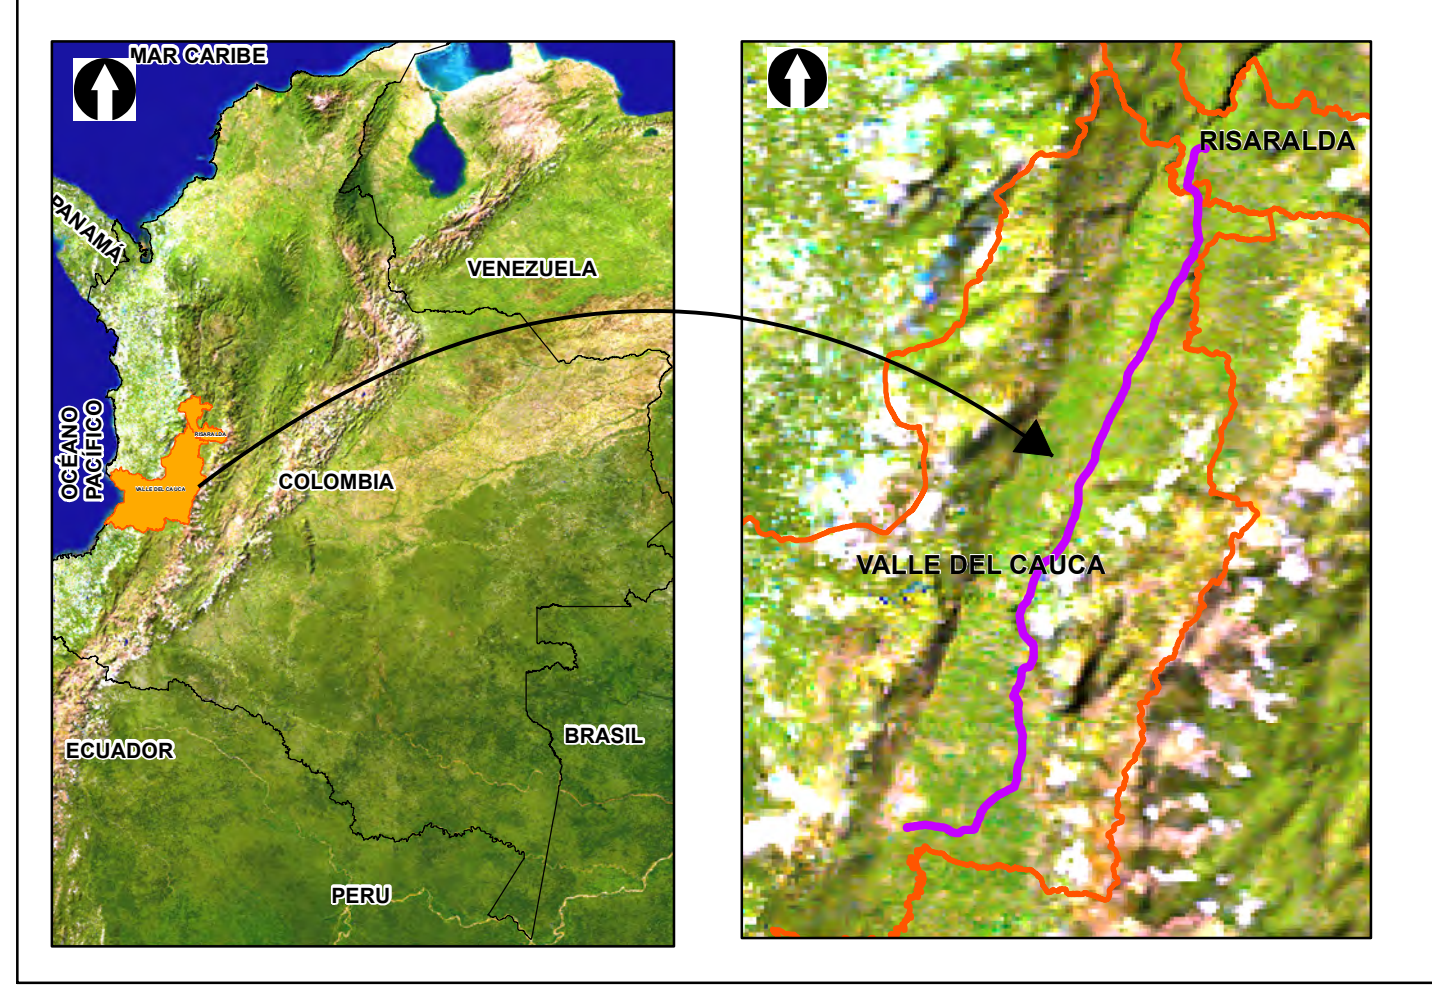 MAR CARIBE
PANAMÁ
VENEZUELA
OCÉANO
PACÍFICO
RISARALDA
COLOMBIA
VALLE DEL CAUCA
ECUADOR
BRASIL
PERU
RISARALDA
VALLE DEL CAUCA